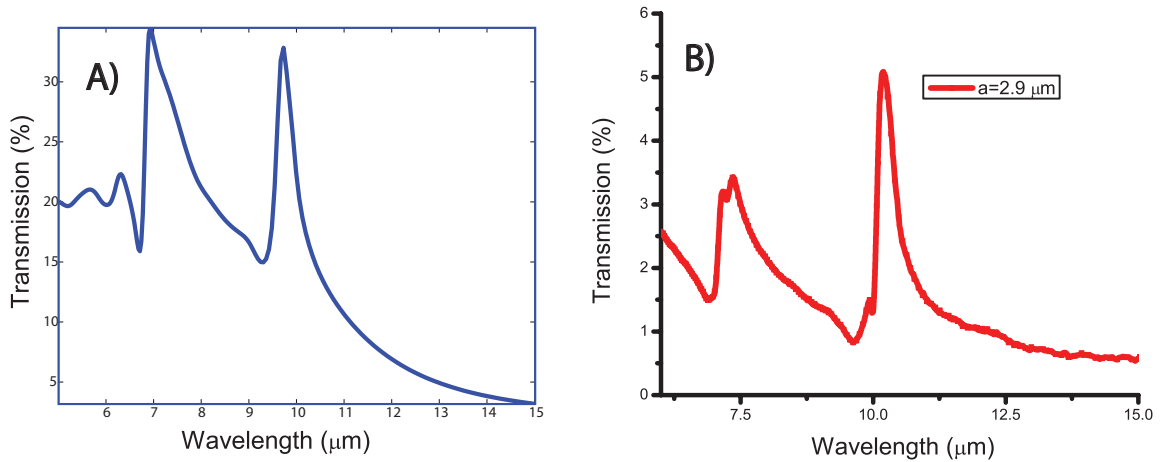 A)
Transmission (%)
30
25
20
15
10
5
6 7 8 9 10 11 12 13 14 15
Wavelength (μm)
B)
a=2.9 μm
Transmission (%)
6
5
4
3
2
1
0
7.5 10.0 12.5 15.0
Wavelength (μm)